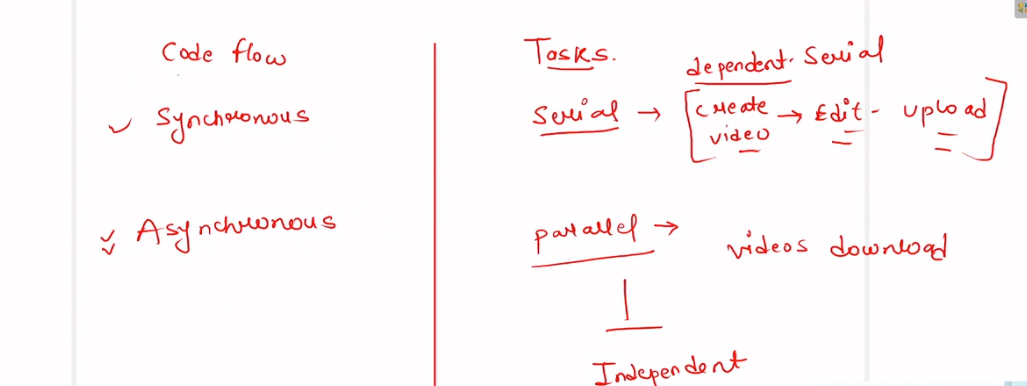 Code flow
Synchronous
Asynchronous
Tasks.
dependent. Serial
Serial → [create → Edit - upload]
video
parallel → videos download
Independent